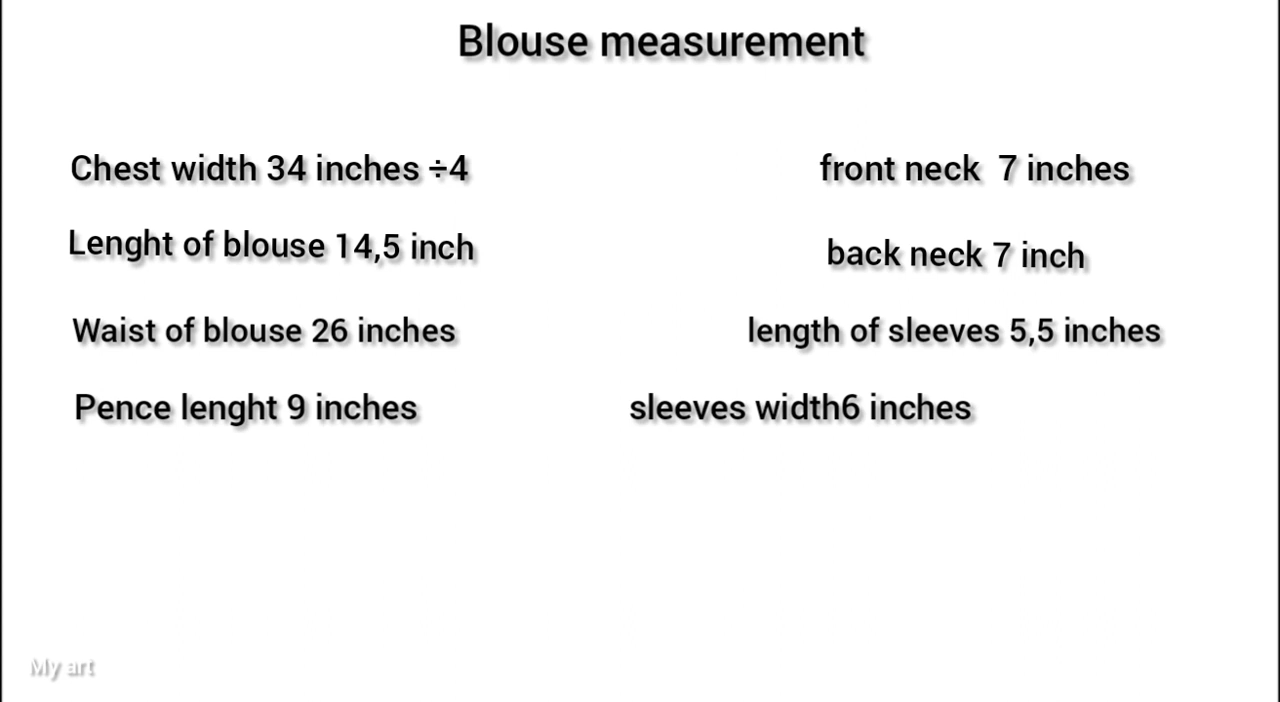 Blouse measurement
Chest width 34 inches ÷4
front neck 7 inches
Lenght of blouse 14,5 inch
back neck 7 inch
Waist of blouse 26 inches
length of sleeves 5,5 inches
Pence lenght 9 inches
sleeves width6 inches
My art